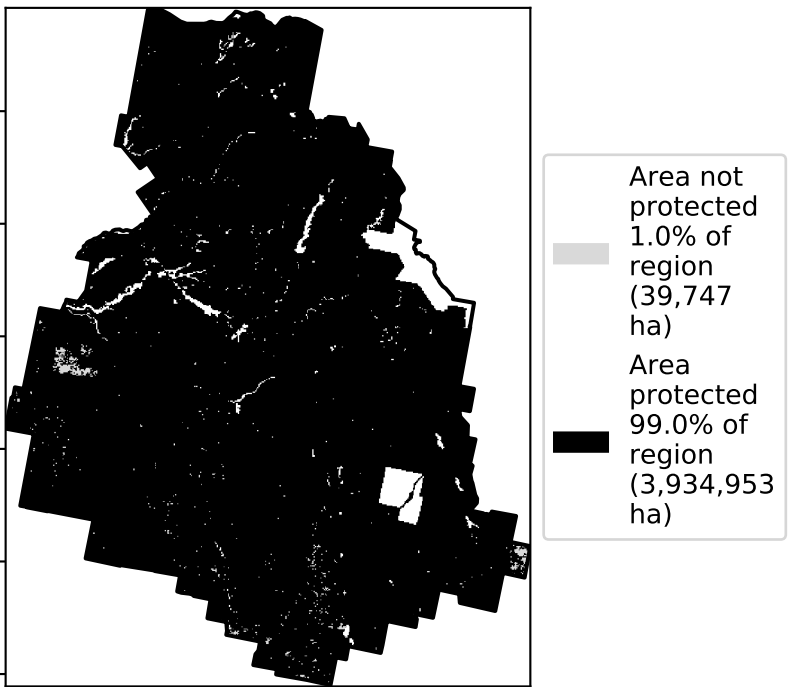 Area not
protected
1.0% of
region
(39,747
ha)
Area
protected
99.0% of
region
(3,934,953
ha)